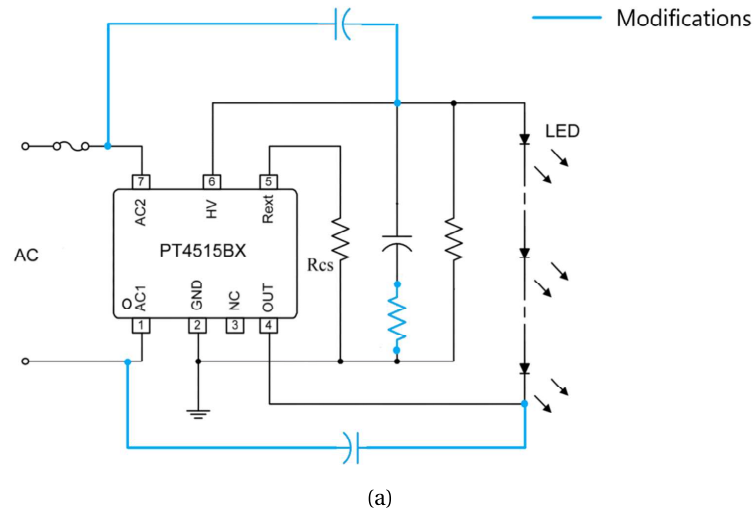 Modifications
LED
7 6 5
AC2 HV Rext
PT4515BX
Rcs
AC
O AC1 GND NC OUT
1 2 3 4
(a)